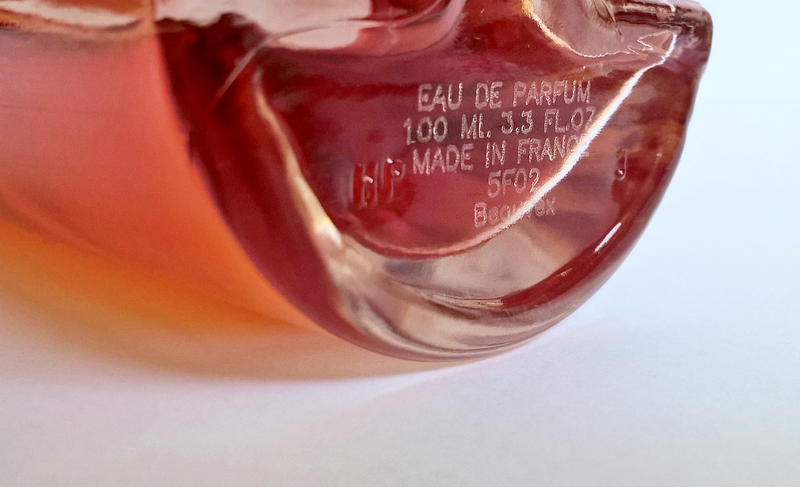 EAU DE PARFUM
100 ML. 3.3 FL.OZ
MADE IN FRANCE
HP
5F02